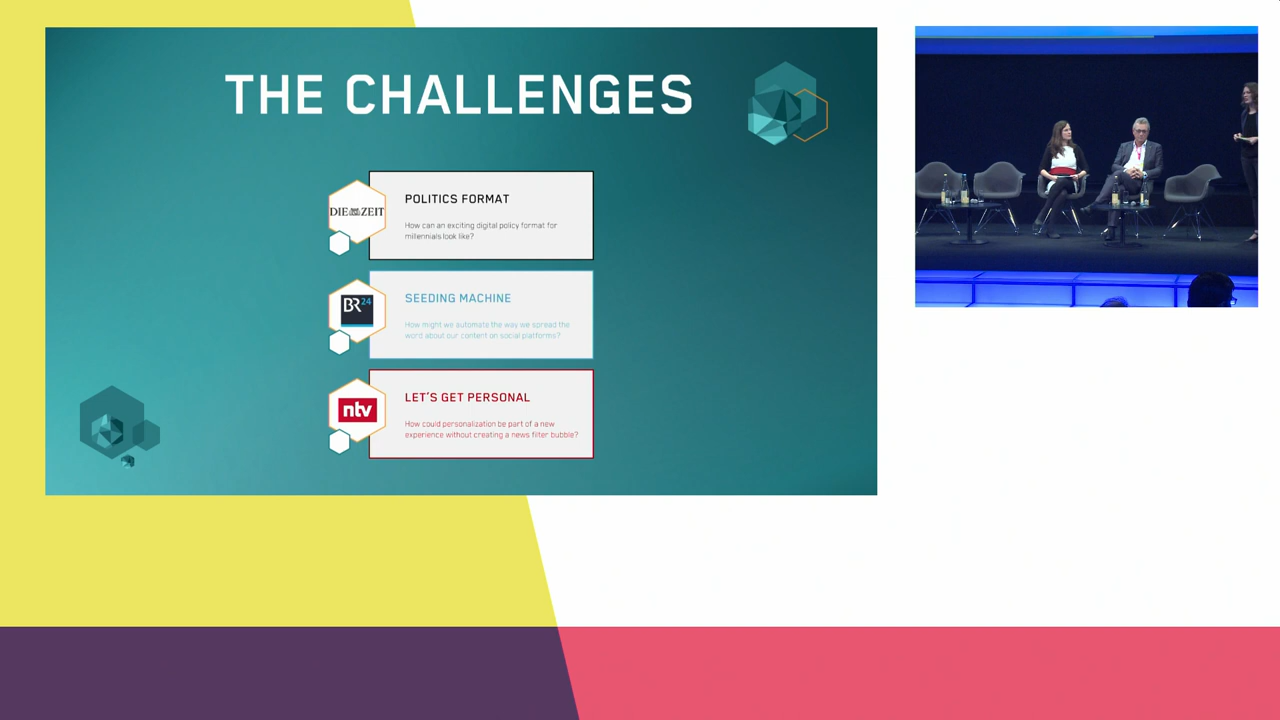 THE CHALLENGES
DIE ZEIT
POLITICS FORMAT
How can an exciting digital policy format for
millennials look like?
BR24
SEEDING MACHINE
How might we automate the way we spread the
word about our content on social platforms?
ntv
LET'S GET PERSONAL
How could personalization be part of a new
experience without creating a news filter bubble?